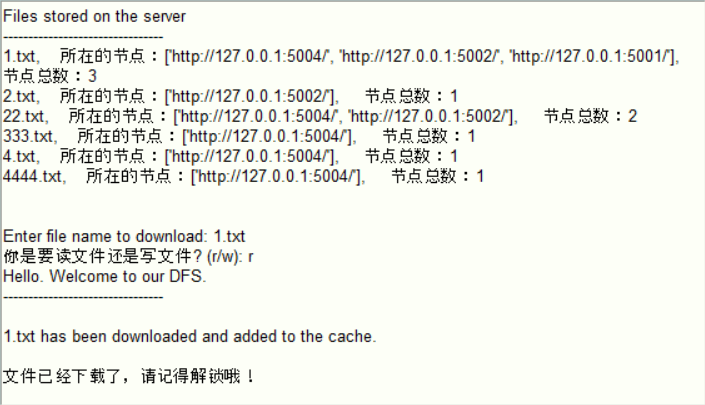 Files stored on the server
-------------------------------
1.txt,    所在的节点：['http://127.0.0.1:5004/', 'http://127.0.0.1:5002/', 'http://127.0.0.1:5001/'],
节点总数：3
2.txt,    所在的节点：['http://127.0.0.1:5002/'],    节点总数：1
22.txt,    所在的节点：['http://127.0.0.1:5004/', 'http://127.0.0.1:5002/'],    节点总数：2
333.txt,    所在的节点：['http://127.0.0.1:5004/'],    节点总数：1
4.txt,    所在的节点：['http://127.0.0.1:5004/'],    节点总数：1
4444.txt,    所在的节点：['http://127.0.0.1:5004/'],    节点总数：1
Enter file name to download: 1.txt
你是要读文件还是写文件? (r/w): r
Hello. Welcome to our DFS.
-------------------------------
1.txt has been downloaded and added to the cache.
文件已经下载了，请记得解锁哦！